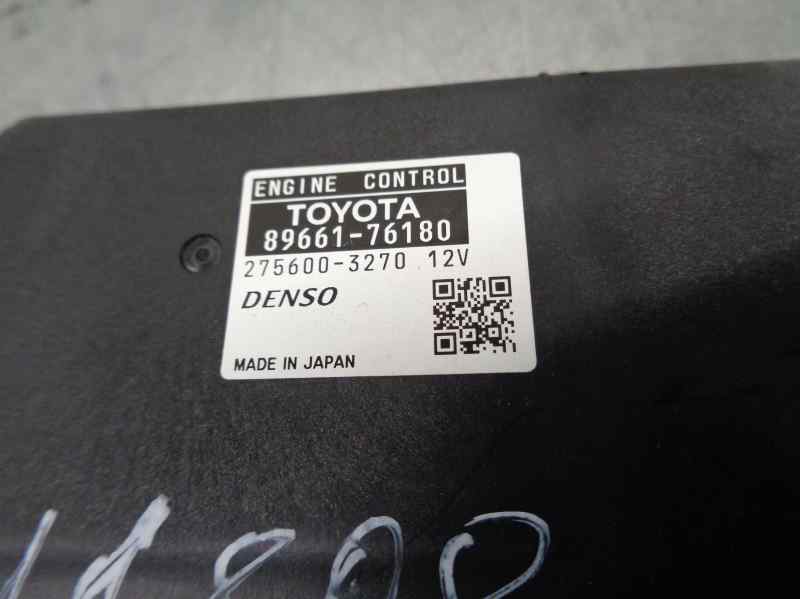 ENGINE CONTROL
TOYOTA
89661-76180
275600-3270 12V
DENSO
MADE IN JAPAN